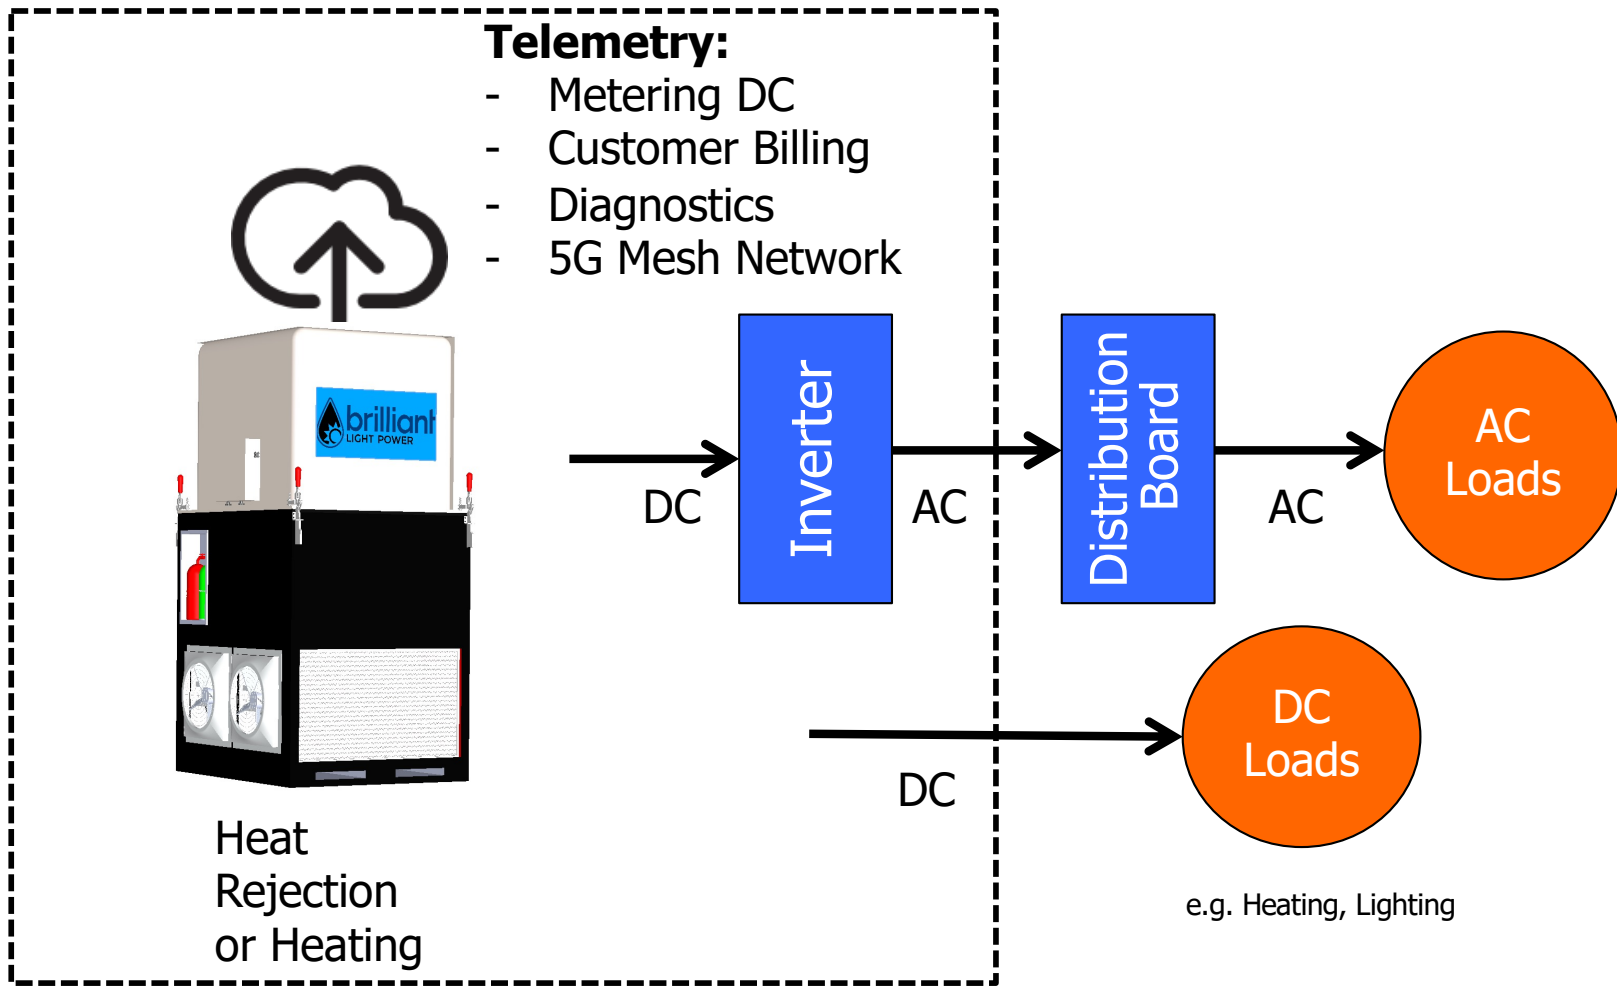 Telemetry:
- Metering DC
- Customer Billing
- Diagnostics
- 5G Mesh Network
brilliant
LIGHT POWER
Inverter
Distribution
Board
AC
Loads
DC
AC
AC
DC
Loads
DC
Heat
Rejection
or Heating
e.g. Heating, Lighting